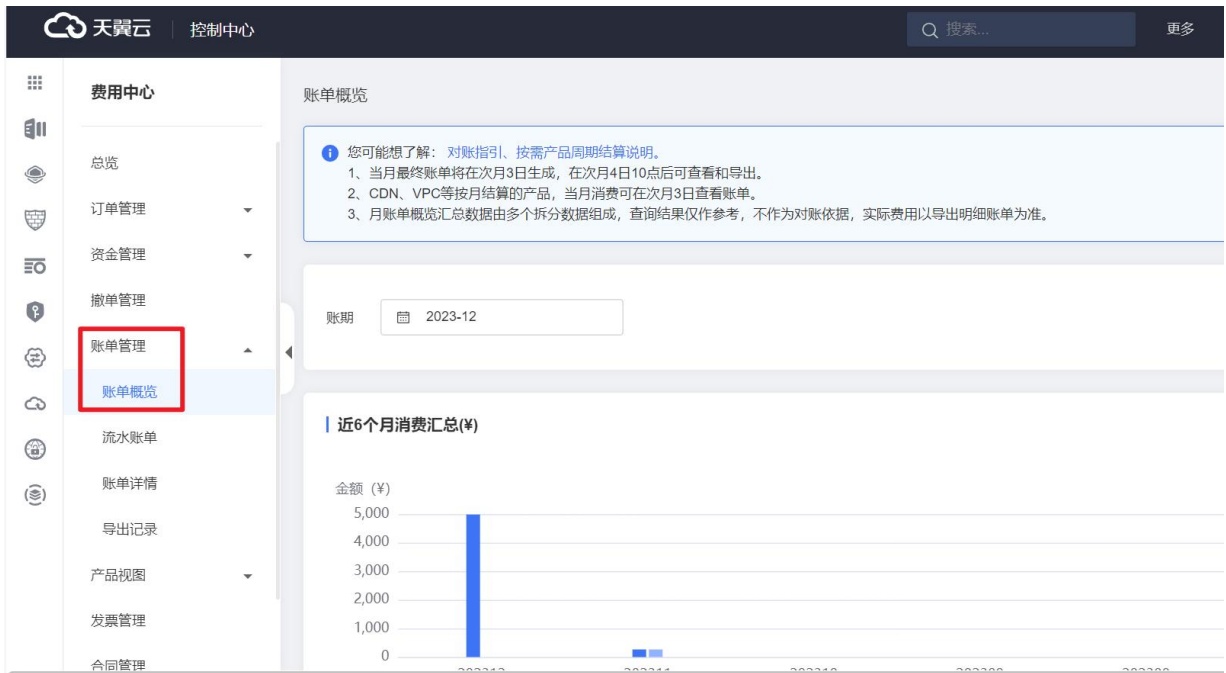 天翼云
控制中心
搜索...
更多
费用中心
总览
订单管理
资金管理
撤单管理
账单管理
账单概览
流水账单
账单详情
导出记录
产品视图
发票管理
合同管理
账单概览
您可能想了解： 对账指引、按需产品周期结算说明。
1、当月最终账单将在次月3日生成，在次月4日10点后可查看和导出。
2、CDN、VPC等按月结算的产品，当月消费可在次月3日查看账单。
3、月账单概览汇总数据由多个拆分数据组成，查询结果仅作参考，不作为对账依据，实际费用以导出明细账单为准。
账期
2023-12
近6个月消费汇总(¥)
金额（¥）
5,000
4,000
3,000
2,000
1,000
0